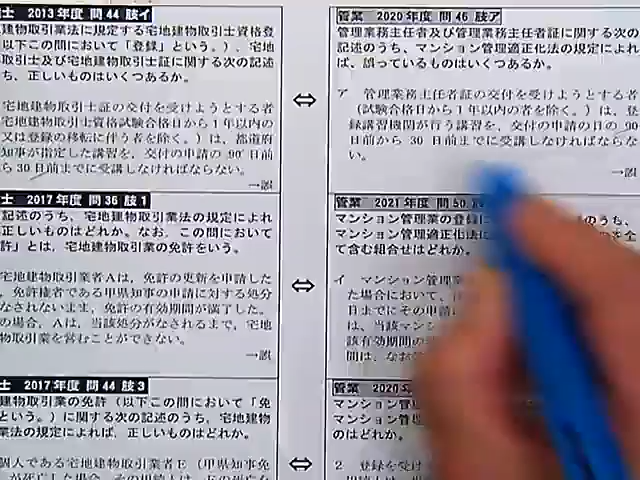 士 2013年度 問44 肢イ
建物取引業法に規定する宅地建物取引士資格登
以下この問において「登録」という。)、宅地
取引士及び宅地建物取引士証に関する次の記述
ち、正しいものはいくつあるか。
宅地建物取引士証の交付を受けようとする者
宅地建物取引士資格試験合格日から1年以内の
又は登録の移転に伴う者を除く。)は、都道府
知事が指定した講習を、交付の申請の 90 日前
ら 30 日前までに受講しなければならない。
→誤
士 2017年度 問36 肢1
記述のうち、宅地建物取引業法の規定によれ
正しいものはどれか。なお、この問において
許」とは、宅地建物取引業の免許をいう。
宅地建物取引業者Aは、免許の更新を申請した
、免許権者である甲県知事の申請に対する処分
なされないまま、免許の有効期間が満了した。
の場合、Aは、当該処分がなされるまで、宅地
物取引業を営むことができない。
→誤
士 2017年度 問44 肢3
建物取引業の免許(以下この問において「免
という。)に関する次の記述のうち、宅地建物
業法の規定によれば、正しいものはどれか。
個人である宅地建物取引業者E(甲県知事免
⇔
⇔
⇔
管業 2020年度 問46 肢ア
管理業務主任者及び管理業務主任者証に関する次の
記述のうち、マンション管理適正化法の規定によれ
ば、誤っているものはいくつあるか。
ア 管理業務主任者証の交付を受けようとする者
(試験合格日から1年以内の者を除く。)は、登
録講習機関が行う講習を、交付の申請の日の 90
日前から 30 日前までに受講しなければならな
い。
→誤
管業 2021年度 問50
マンション管理業の登録に のうち、
マンション管理適正化法に
て含む組合せはどれか。
イ マンション管理業
た場合において、
日までにその申請
は、当該マンシ
該有効期間の
間は、なお
管業 2020年
マンション管
マンション管
のはどれか。
2 登録を受け